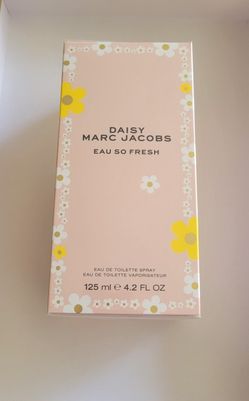 DAISY
MARC JACOBS
EAU SO FRESH
EAU DE TOILETTE SPRAY
EAU DE TOILETTE VAPORISATEUR
125 ml ℮ 4.2 FL OZ